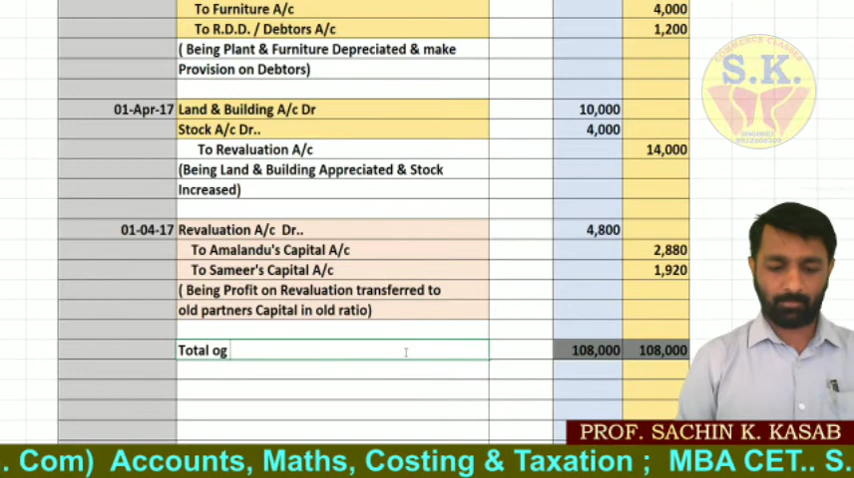 To Furniture A/c 4,000
To R.D.D. / Debtors A/c 1,200
( Being Plant & Furniture Depreciated & make
Provision on Debtors)
01-Apr-17 Land & Building A/c Dr 10,000
Stock A/c Dr.. 4,000
To Revaluation A/c 14,000
(Being Land & Building Appreciated & Stock
Increased)
01-04-17 Revaluation A/c Dr.. 4,800
To Amalandu's Capital A/c 2,880
To Sameer's Capital A/c 1,920
( Being Profit on Revaluation transferred to
old partners Capital in old ratio)
Total og 108,000 108,000
COMMERCE CLASSES
S.K.
PROF. SACHIN K. KASAB
. Com) Accounts, Maths, Costing & Taxation ; MBA CET.. S.